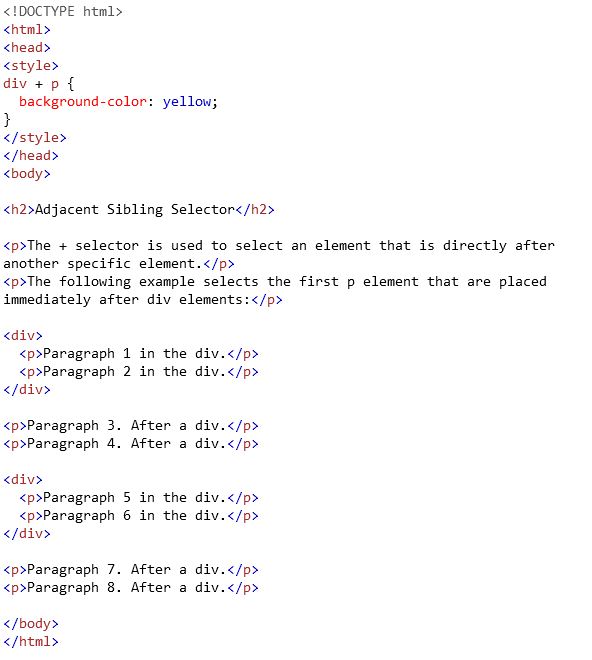 <!DOCTYPE html>
<html>
<head>
<style>
div + p {
  background-color: yellow;
}
</style>
</head>
<body>

<h2>Adjacent Sibling Selector</h2>

<p>The + selector is used to select an element that is directly after
another specific element.</p>
<p>The following example selects the first p element that are placed
immediately after div elements:</p>

<div>
  <p>Paragraph 1 in the div.</p>
  <p>Paragraph 2 in the div.</p>
</div>

<p>Paragraph 3. After a div.</p>
<p>Paragraph 4. After a div.</p>

<div>
  <p>Paragraph 5 in the div.</p>
  <p>Paragraph 6 in the div.</p>
</div>

<p>Paragraph 7. After a div.</p>
<p>Paragraph 8. After a div.</p>

</body>
</html>